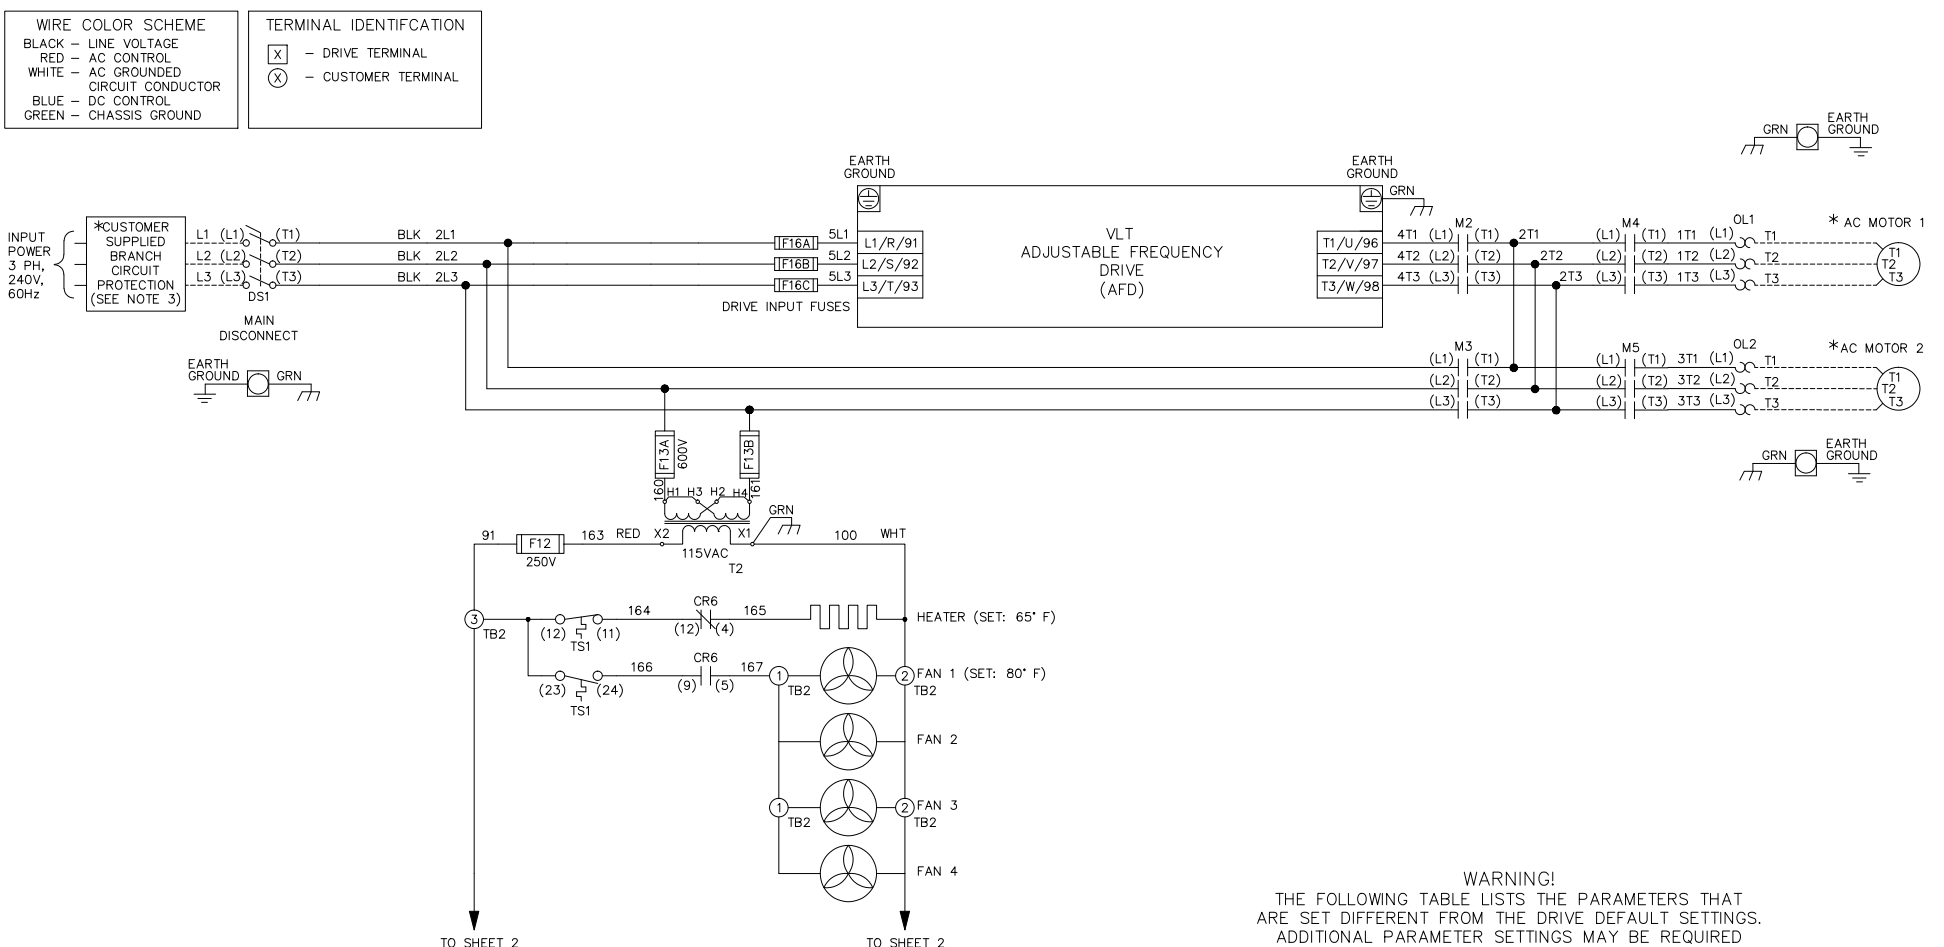 WIRE COLOR SCHEME
BLACK – LINE VOLTAGE
RED – AC CONTROL
WHITE – AC GROUNDED
CIRCUIT CONDUCTOR
BLUE – DC CONTROL
GREEN – CHASSIS GROUND
TERMINAL IDENTIFCATION
X – DRIVE TERMINAL
X – CUSTOMER TERMINAL
GRN
EARTH
GROUND
EARTH
GROUND
EARTH
GROUND
GRN
INPUT
POWER
3 PH,
240V,
60Hz
*CUSTOMER
SUPPLIED
BRANCH
CIRCUIT
PROTECTION
(SEE NOTE 3)
L1 (L1) (T1) BLK 2L1 F16A 5L1 L1/R/91
L2 (L2) (T2) BLK 2L2 F16B 5L2 L2/S/92
L3 (L3) (T3) BLK 2L3 F16C 5L3 L3/T/93
DS1
MAIN
DISCONNECT
DRIVE INPUT FUSES
VLT
ADJUSTABLE FREQUENCY
DRIVE
(AFD)
M2 M4 OL1 * AC MOTOR 1
T1/U/96 4T1 (L1) (T1) 2T1 (L1) (T1) 1T1 (L1) T1 T1
T2/V/97 4T2 (L2) (T2) 2T2 (L2) (T2) 1T2 (L2) T2 T2
T3/W/98 4T3 (L3) (T3) 2T3 (L3) (T3) 1T3 (L3) T3 T3
EARTH
GROUND GRN
M3 M5 OL2 *AC MOTOR 2
(L1) (T1) (L1) (T1) 3T1 (L1) T1 T1
(L2) (T2) (L2) (T2) 3T2 (L2) T2 T2
(L3) (T3) (L3) (T3) 3T3 (L3) T3 T3
GRN
EARTH
GROUND
F13A
600V
F13B
160 H1 H3 H2 H4 161
GRN
91 F12 163 RED X2 X1 100 WHT
250V
115VAC
T2
3
TB2
(12) (11) 164 CR6 165 HEATER (SET: 65° F)
TS1
(12) (4)
(23) (24) 166 CR6 167 1 2 FAN 1 (SET: 80° F)
TS1
(9) (5) TB2 TB2
FAN 2
1 2 FAN 3
TB2 TB2
FAN 4
TO SHEET 2
TO SHEET 2
WARNING!
THE FOLLOWING TABLE LISTS THE PARAMETERS THAT
ARE SET DIFFERENT FROM THE DRIVE DEFAULT SETTINGS.
ADDITIONAL PARAMETER SETTINGS MAY BE REQUIRED